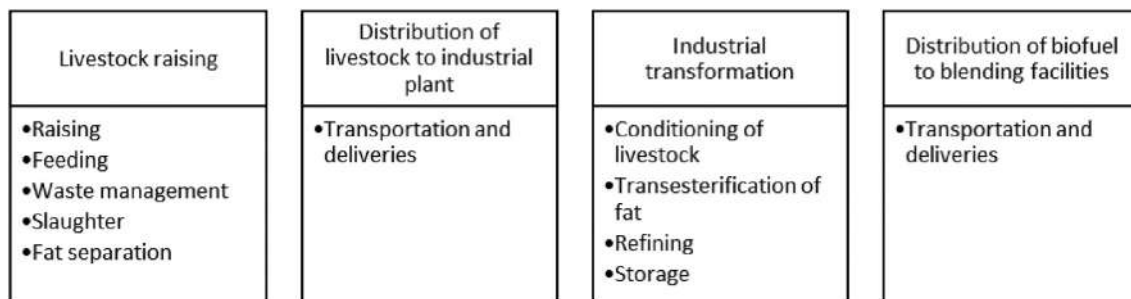 Livestock raising
•Raising
•Feeding
•Waste management
•Slaughter
•Fat separation
Distribution of
livestock to industrial
plant
•Transportation and
deliveries
Industrial
transformation
•Conditioning of
livestock
•Transesterification of
fat
•Refining
•Storage
Distribution of biofuel
to blending facilities
•Transportation and
deliveries